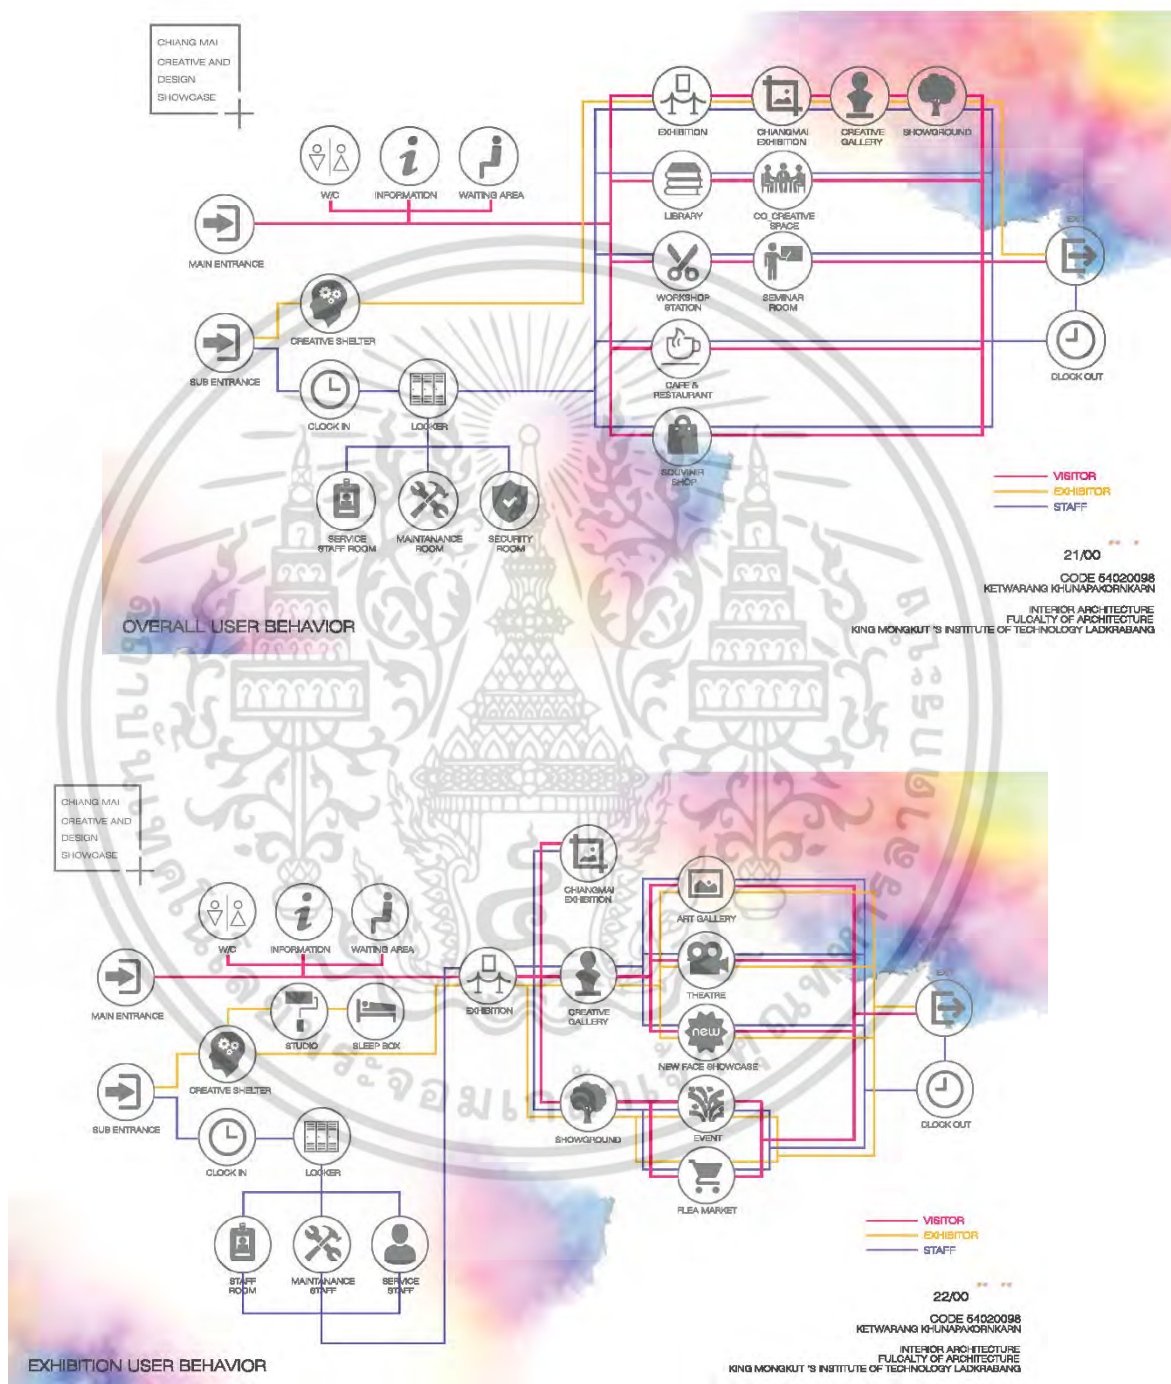 CHIANG MAI
CREATIVE AND
DESIGN
SHOWCASE
EXHIBITION
CHIANGMAI
EXHIBITION
CREATIVE
GALLERY
SHOWGROUND
W/C
INFORMATION
WAITING AREA
LIBRARY
CO_CREATIVE
SPACE
EXIT
MAIN ENTRANCE
WORKSHOP
STATION
SEMINAR
ROOM
CREATIVE SHELTER
SUB ENTRANCE
CAFE &
RESTAURANT
CLOCK OUT
CLOCK IN
LOCKER
SOUVINIR
SHOP
SERVICE
STAFF ROOM
MAINTANANCE
ROOM
SECURITY
ROOM
VISITOR
EXHIBITOR
STAFF
21/00
CODE 54020098
KETWARANG KHUNAPAKORNKARN
INTERIOR ARCHITECTURE
FULCALTY OF ARCHITECTURE
KING MONGKUT 'S INSTITUTE OF TECHNOLOGY LADKRABANG
OVERALL USER BEHAVIOR
CHIANG MAI
CREATIVE AND
DESIGN
SHOWCASE
CHIANGMAI
EXHIBITION
ART GALLERY
W/C
INFORMATION
WAITING AREA
THEATRE
EXIT
MAIN ENTRANCE
EXHIBITION
CREATIVE
GALLERY
STUDIO
SLEEP BOX
new
NEW FACE SHOWCASE
CREATIVE SHELTER
SUB ENTRANCE
CLOCK OUT
SHOWGROUND
EVENT
CLOCK IN
LOCKER
FLEA MARKET
STAFF
ROOM
MAINTANANCE
STAFF
SERVICE
STAFF
VISITOR
EXHIBITOR
STAFF
22/00
CODE 54020098
KETWARANG KHUNAPAKORNKARN
INTERIOR ARCHITECTURE
FULCALTY OF ARCHITECTURE
KING MONGKUT 'S INSTITUTE OF TECHNOLOGY LADKRABANG
EXHIBITION USER BEHAVIOR